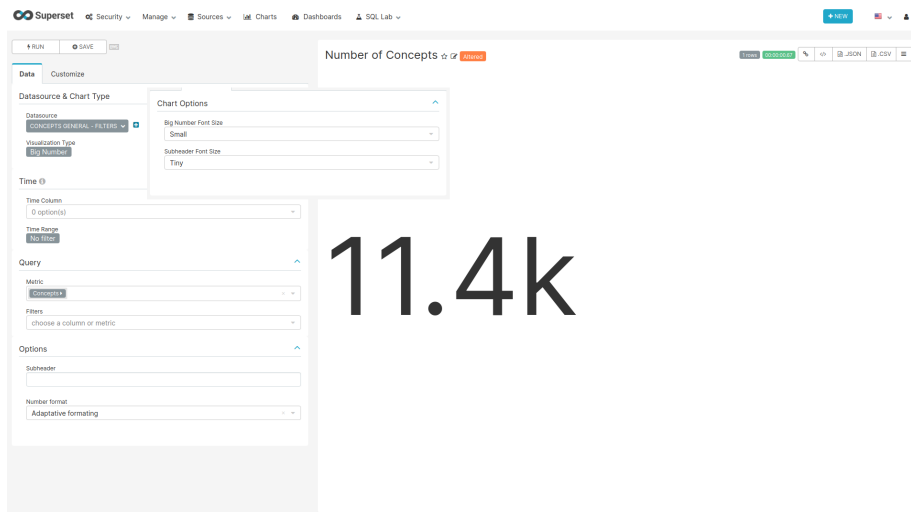 Superset Security Manage Sources Charts Dashboards SQL Lab + NEW
RUN SAVE
Number of Concepts Altered
1 rows 00:00:00.07 </> .JSON .CSV
Data Customize
Datasource & Chart Type
Datasource
CONCEPTS GENERAL - FILTERS
Visualization Type
Big Number
Chart Options
Big Number Font Size
Small
Subheader Font Size
Tiny
Time
Time Column
0 option(s)
Time Range
No filter
Query
Metric
Concepts
Filters
choose a column or metric
Options
Subheader
Number format
Adaptative formating
11.4k